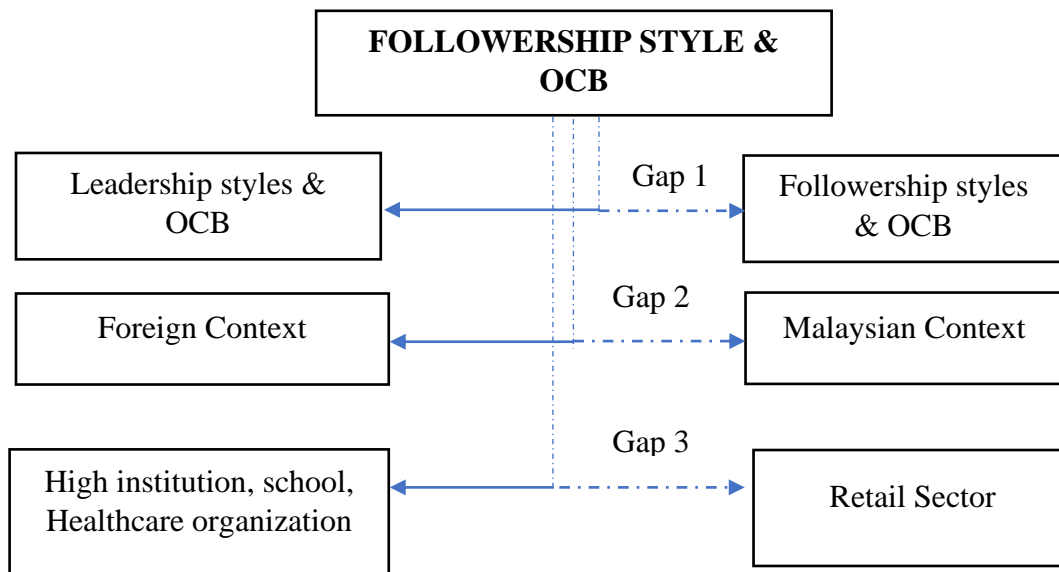 FOLLOWERSHIP STYLE &
OCB
Leadership styles &
OCB
Gap 1
Followership styles
& OCB
Foreign Context
Gap 2
Malaysian Context
High institution, school,
Healthcare organization
Gap 3
Retail Sector